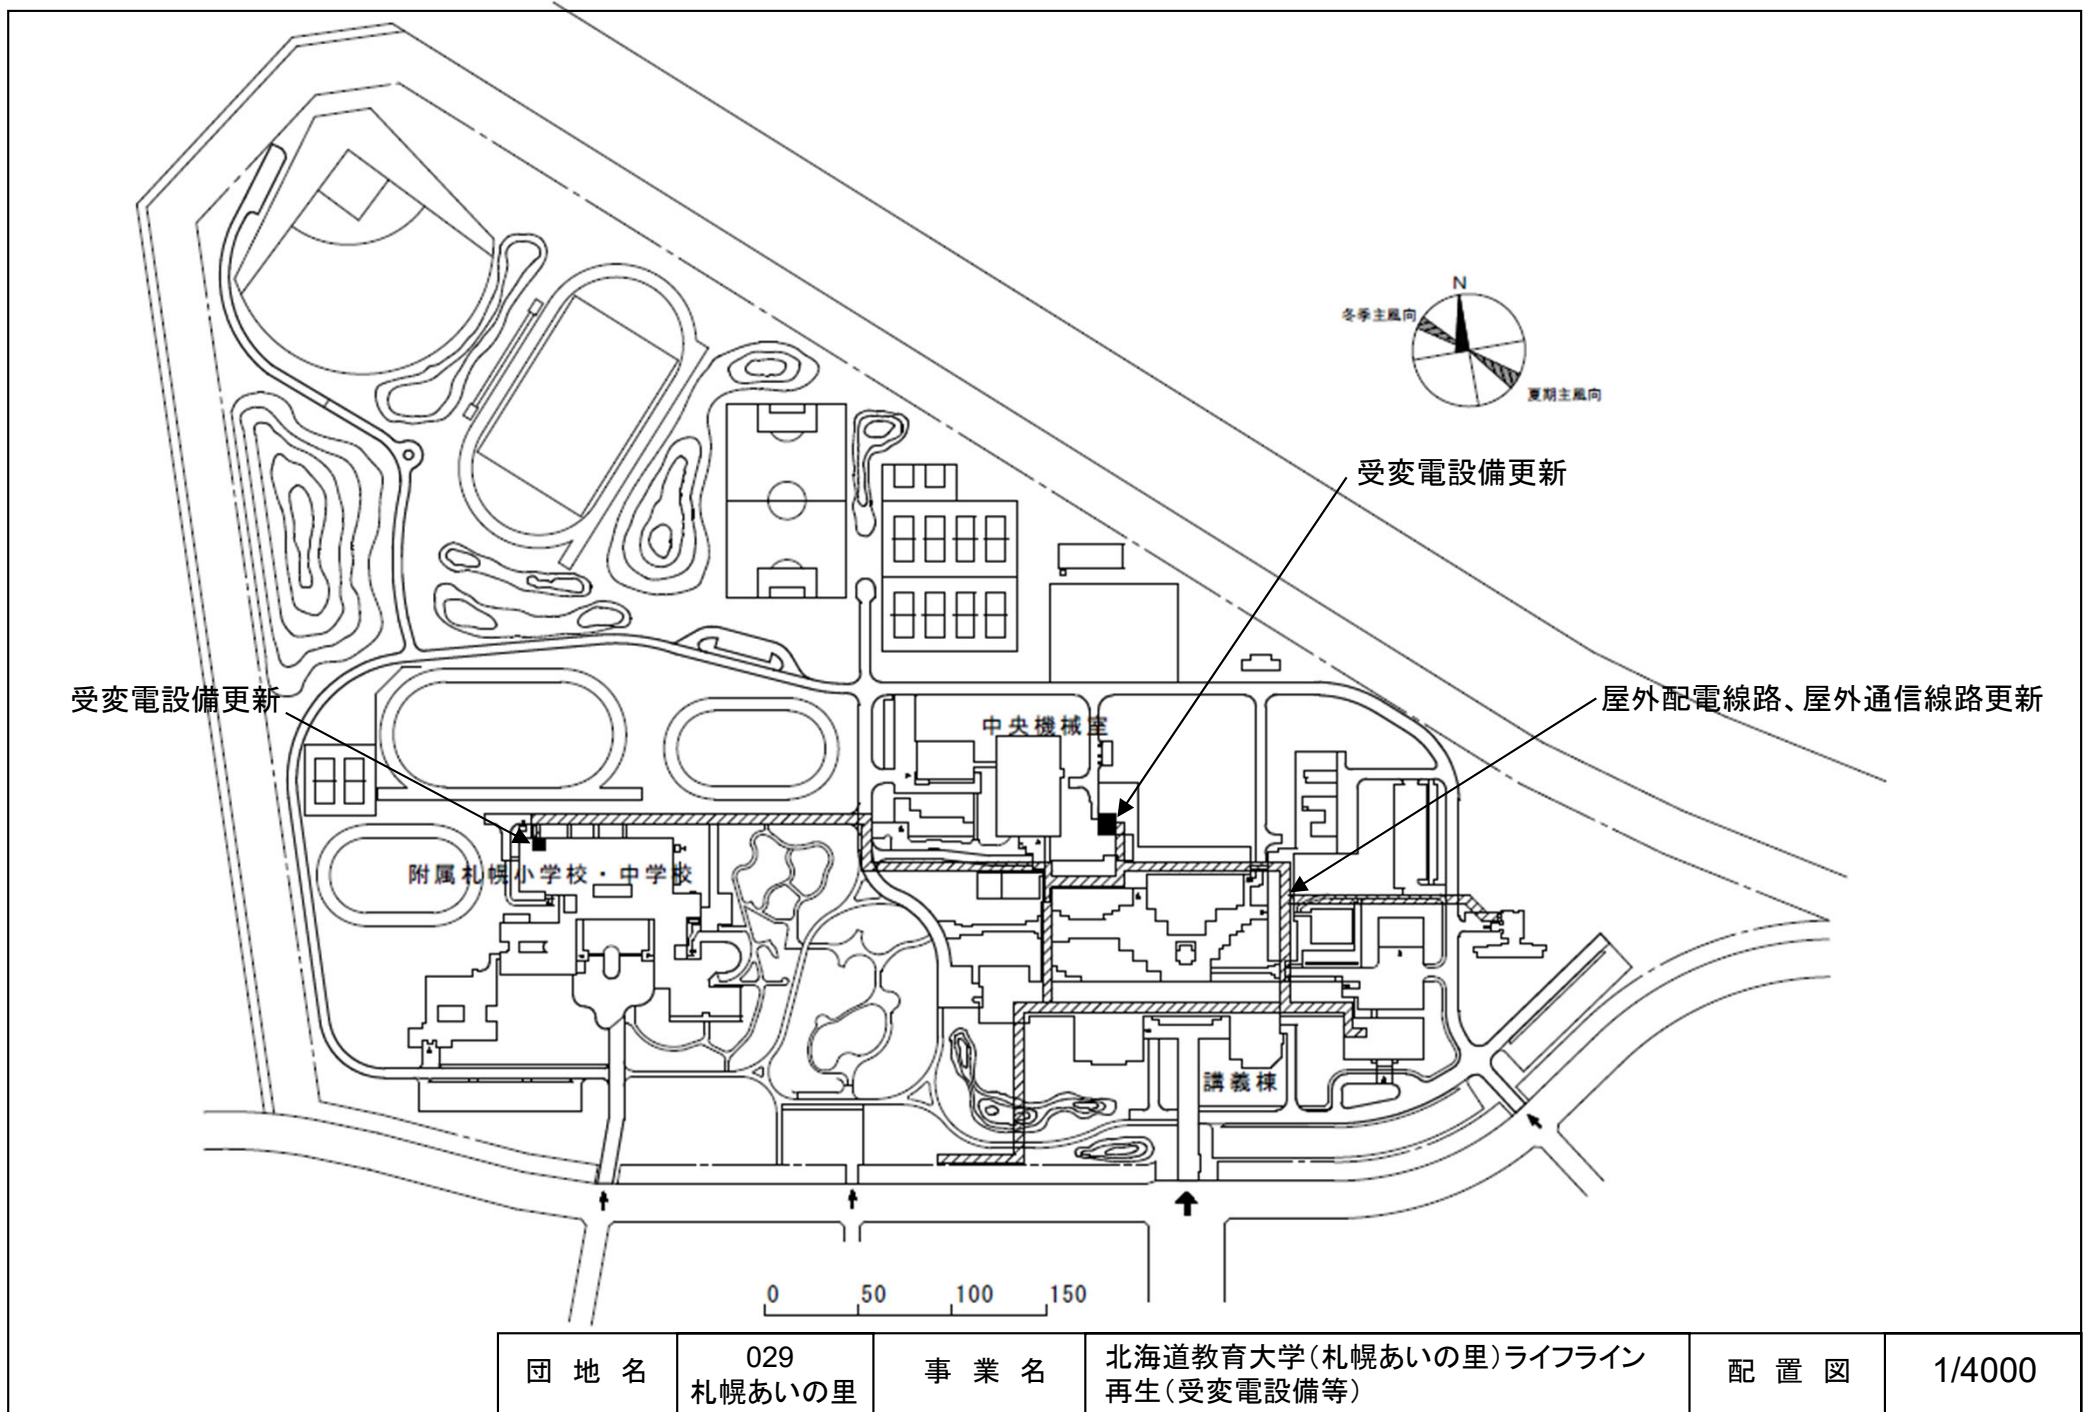 N
冬季主風向
夏期主風向
受変電設備更新
受変電設備更新
屋外配電線路、屋外通信線路更新
中央機械室
附属札幌小学校・中学校
講義棟
0 50 100 150
団地名
029
札幌あいの里
事業名
北海道教育大学(札幌あいの里)ライフライン
再生(受変電設備等)
配置図
1/4000